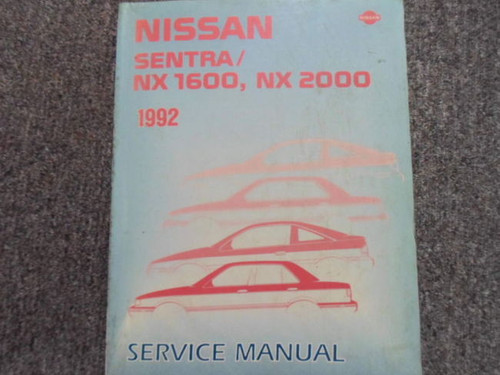 NISSAN
SENTRA/
NX 1600, NX 2000
1992
SERVICE MANUAL